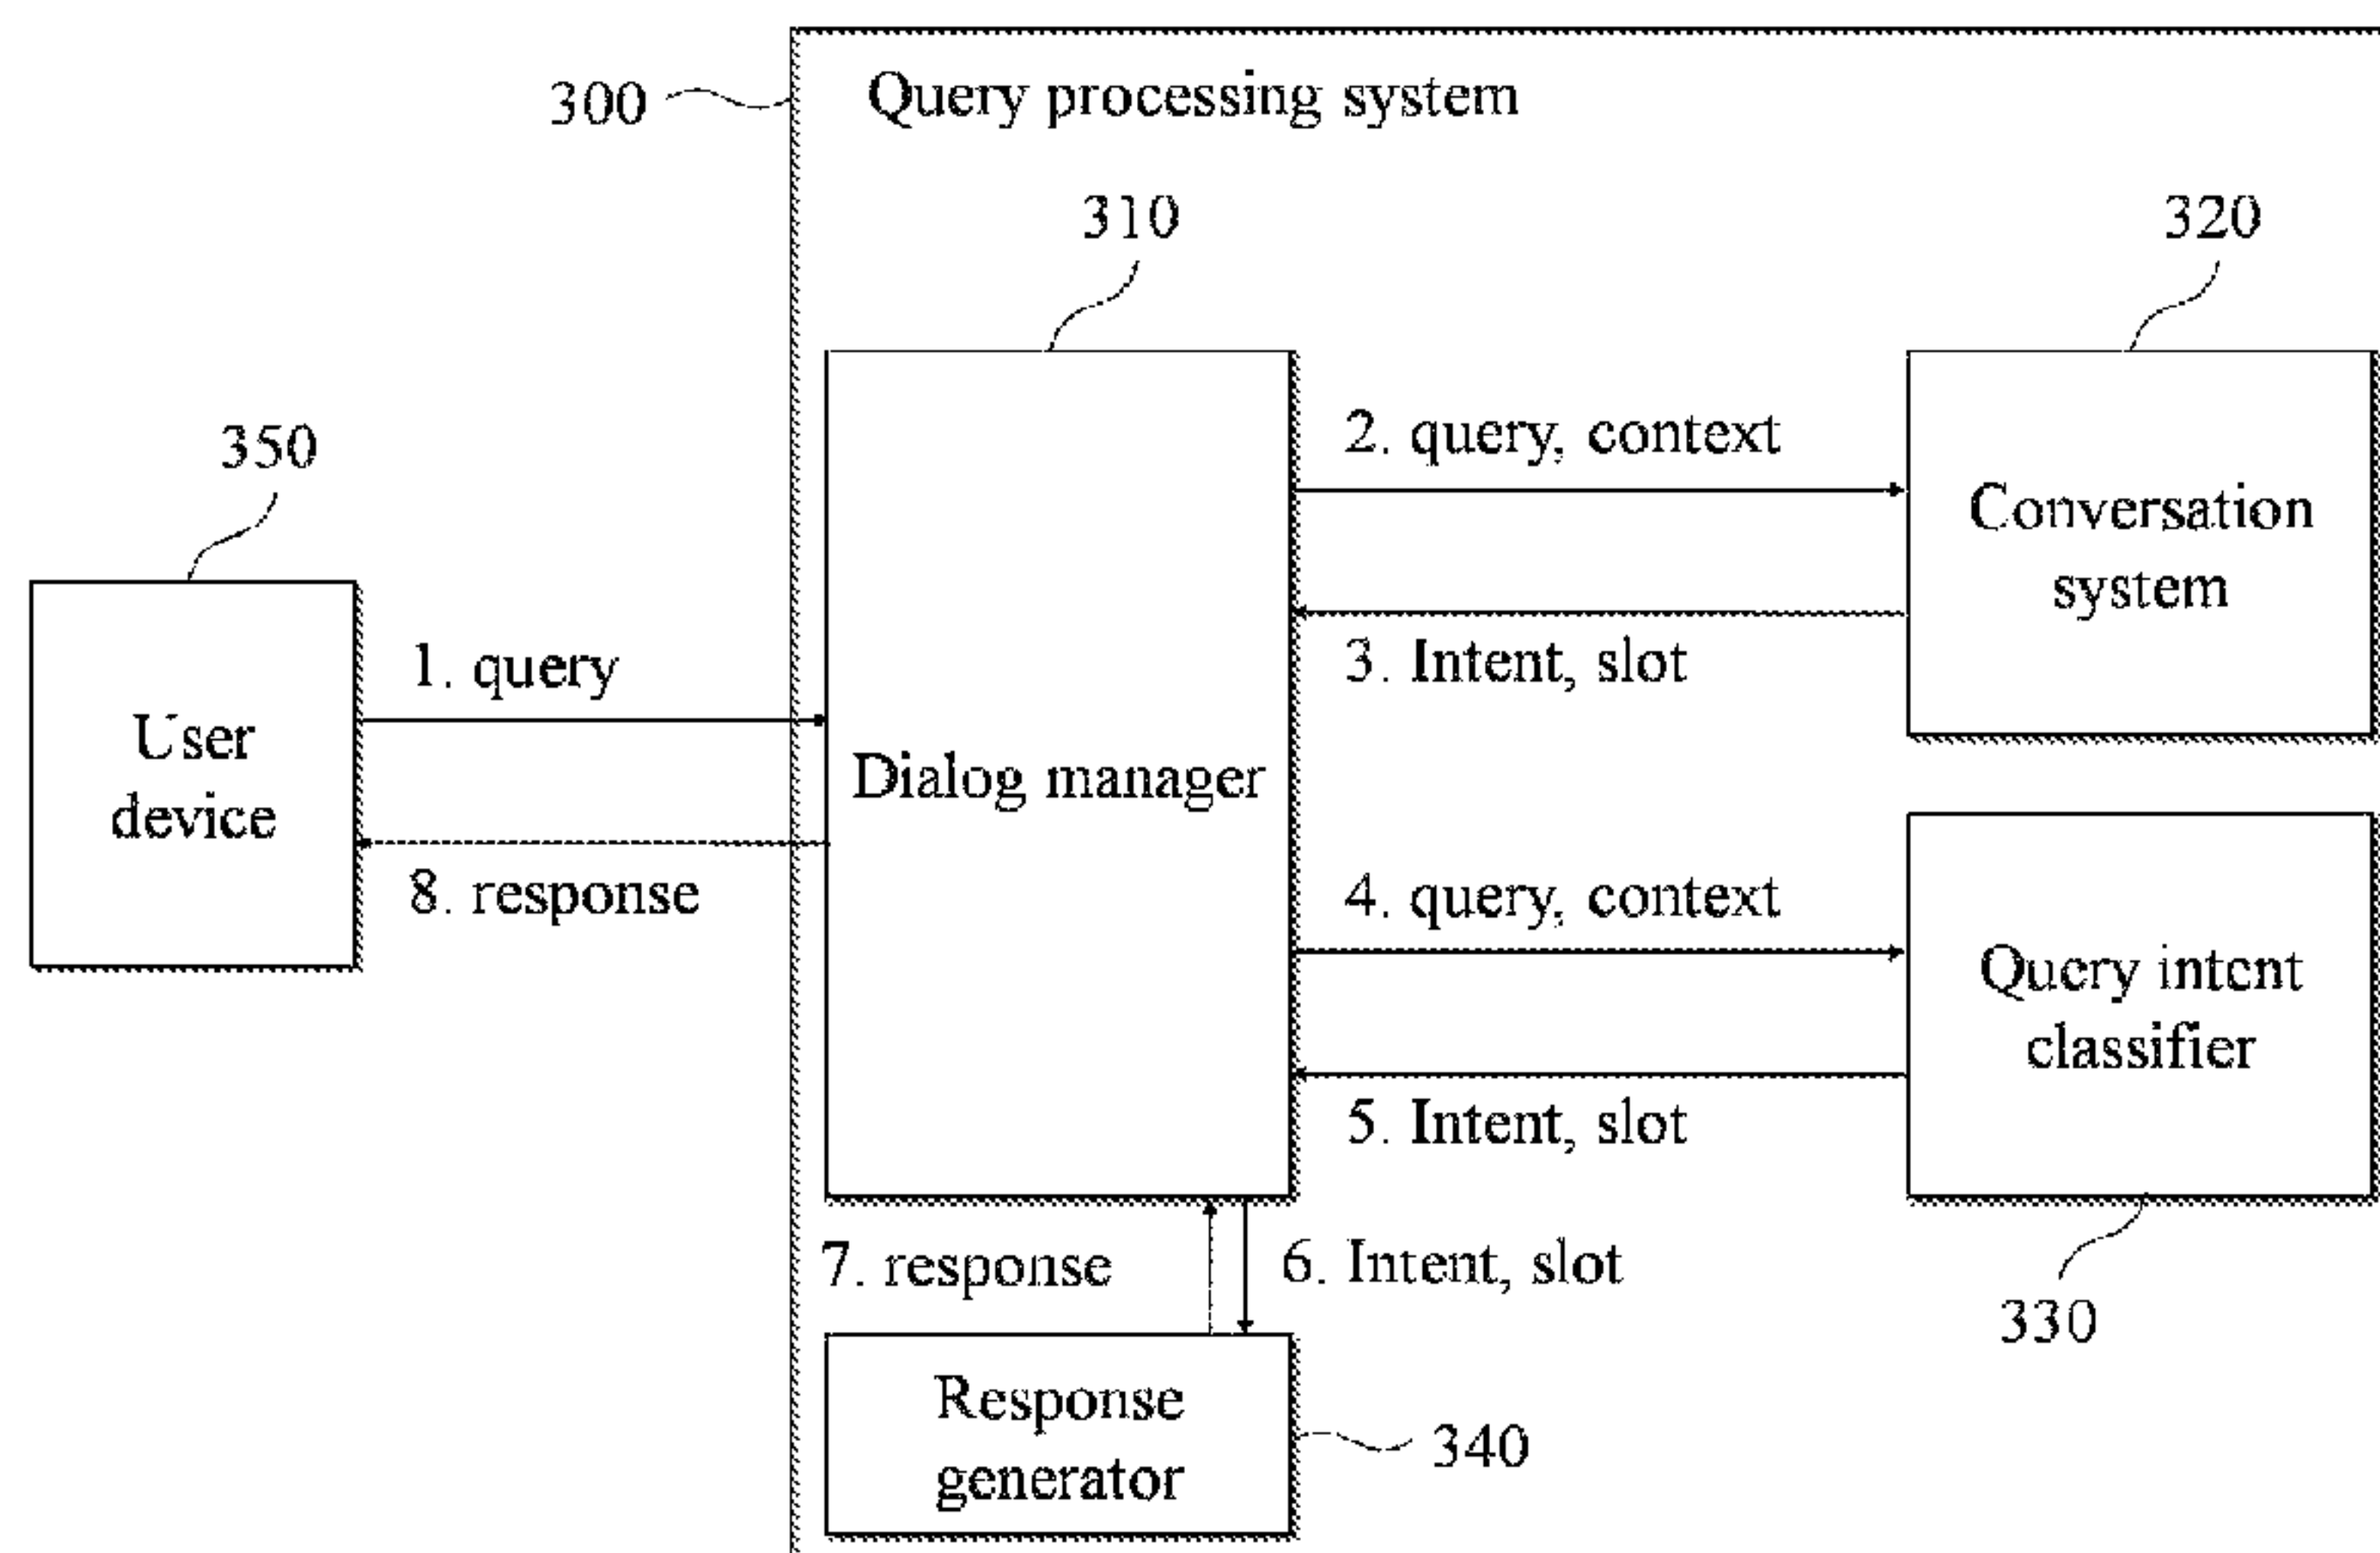 300
Query processing system
310
320
350
2. query, context
Conversation
system
3. Intent, slot
1. query
User
device
Dialog manager
8. response
4. query, context
Query intent
classifier
5. Intent, slot
7. response
6. Intent, slot
330
Response
generator
340